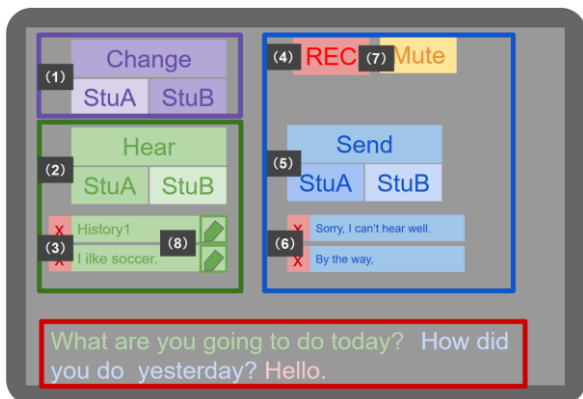 (1) Change
StuA StuB
(2) Hear
StuA StuB
(3) X History1 (8)
X I ilke soccer.
(4) REC (7) Mute
(5) Send
StuA StuB
(6) X Sorry, I can't hear well.
X By the way,
What are you going to do today? How did
you do yesterday? Hello.